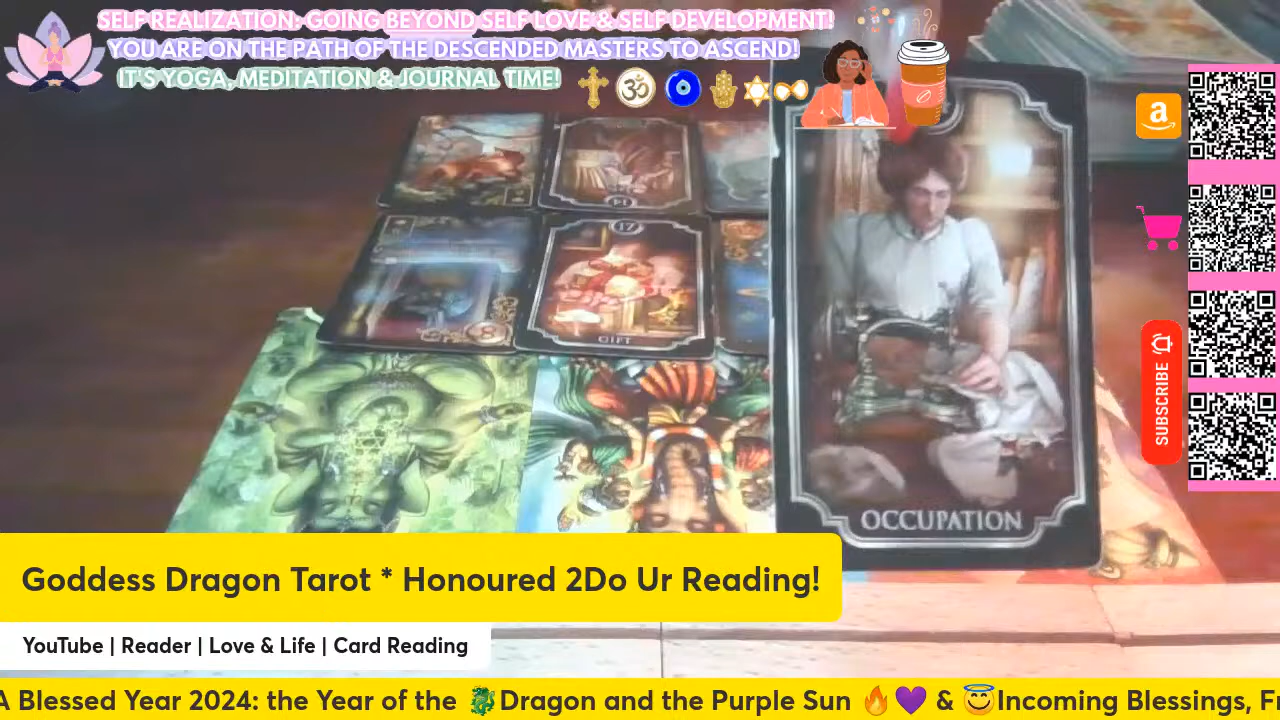 SELF REALIZATION: GOING BEYOND SELF LOVE & SELF DEVELOPMENT!
YOU ARE ON THE PATH OF THE DESCENDED MASTERS TO ASCEND!
IT'S YOGA, MEDITATION & JOURNAL TIME!
a
17
GIFT
8
OCCUPATION
SUBSCRIBE
Goddess Dragon Tarot * Honoured 2Do Ur Reading!
YouTube | Reader | Love & Life | Card Reading
A Blessed Year 2024: the Year of the 🐉Dragon and the Purple Sun 🔥💜 & 😇Incoming Blessings,